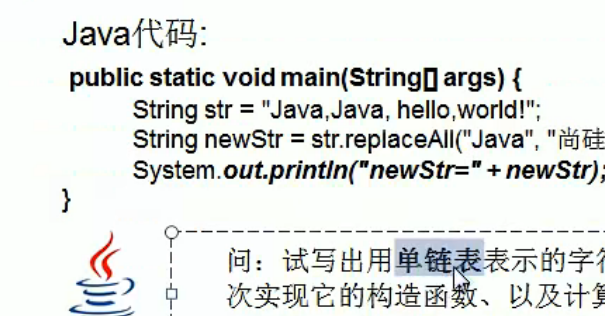 Java代码:
public static void main(String[] args) {
String str = "Java,Java, hello,world!";
String newStr = str.replaceAll("Java", "尚硅
System.out.println("newStr=" + newStr);
}
问：试写出用单链表表示的字符
次实现它的构造函数、以及计算